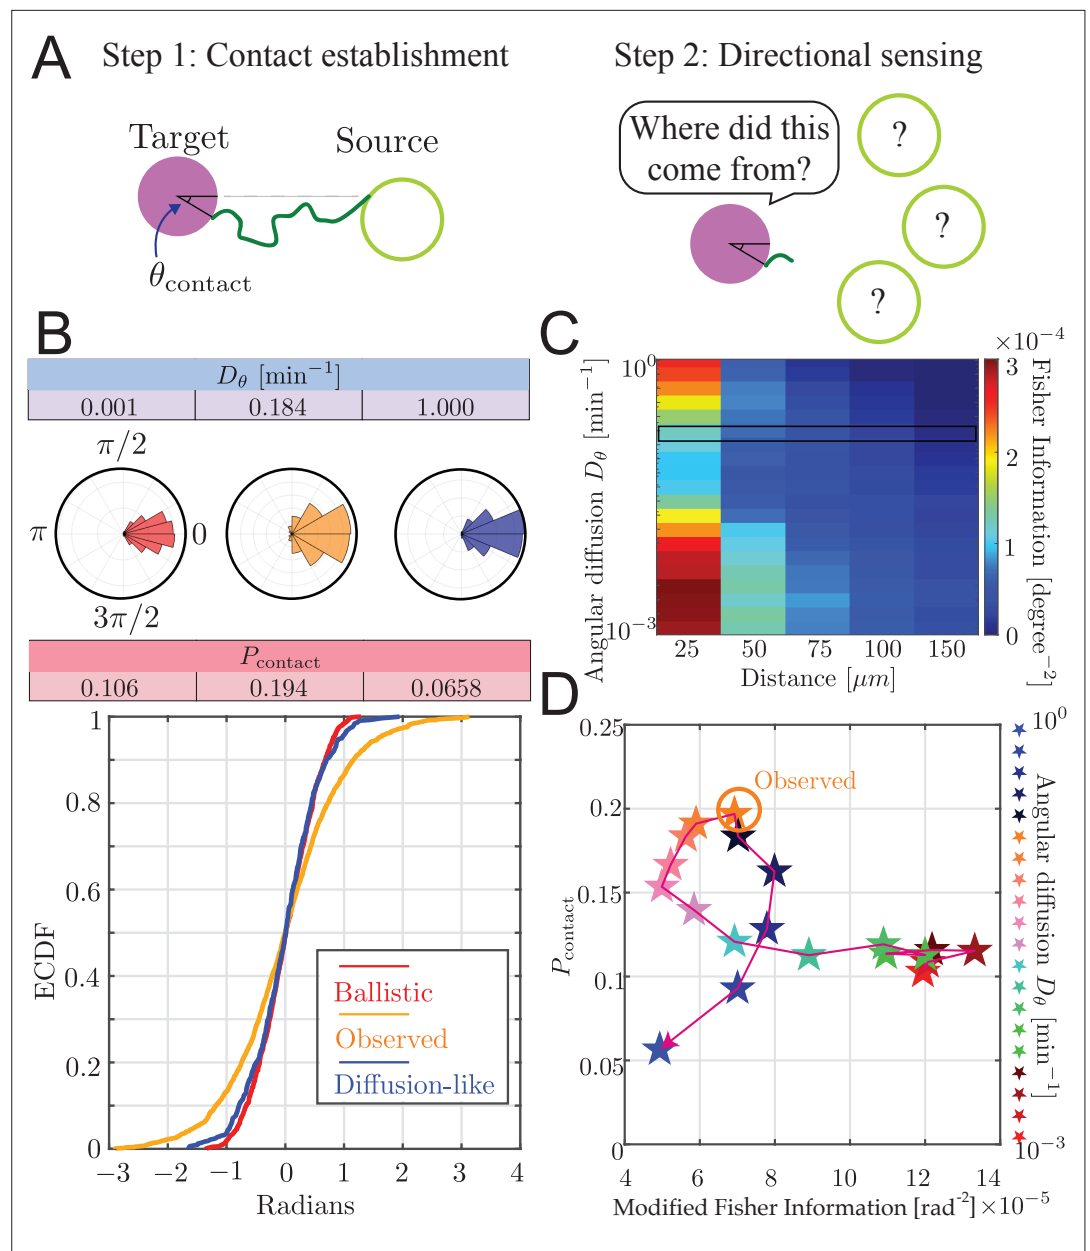 A
Step 1: Contact establishment
Step 2: Directional sensing
Target
Source
θcontact
Where did this
come from?
?
?
?
B
Dθ [min⁻¹]
0.001 0.184 1.000
π/2
π
0
3π/2
Pcontact
0.106 0.194 0.0658
1
0.8
0.6
0.4
0.2
0
ECDF
−3 −2 −1 0 1 2 3 4
Radians
Ballistic
Observed
Diffusion-like
C
×10⁻⁴
10⁰
10⁻³
Angular diffusion Dθ [min⁻¹]
25 50 75 100 150
Distance [μm]
3
2
1
0
Fisher Information [degree⁻²]
D
0.25
0.2
0.15
0.1
0.05
0
Pcontact
Observed
4 6 8 10 12 14
Modified Fisher Information [rad⁻²] ×10⁻⁵
10⁰
Angular diffusion Dθ [min⁻¹]
10⁻³